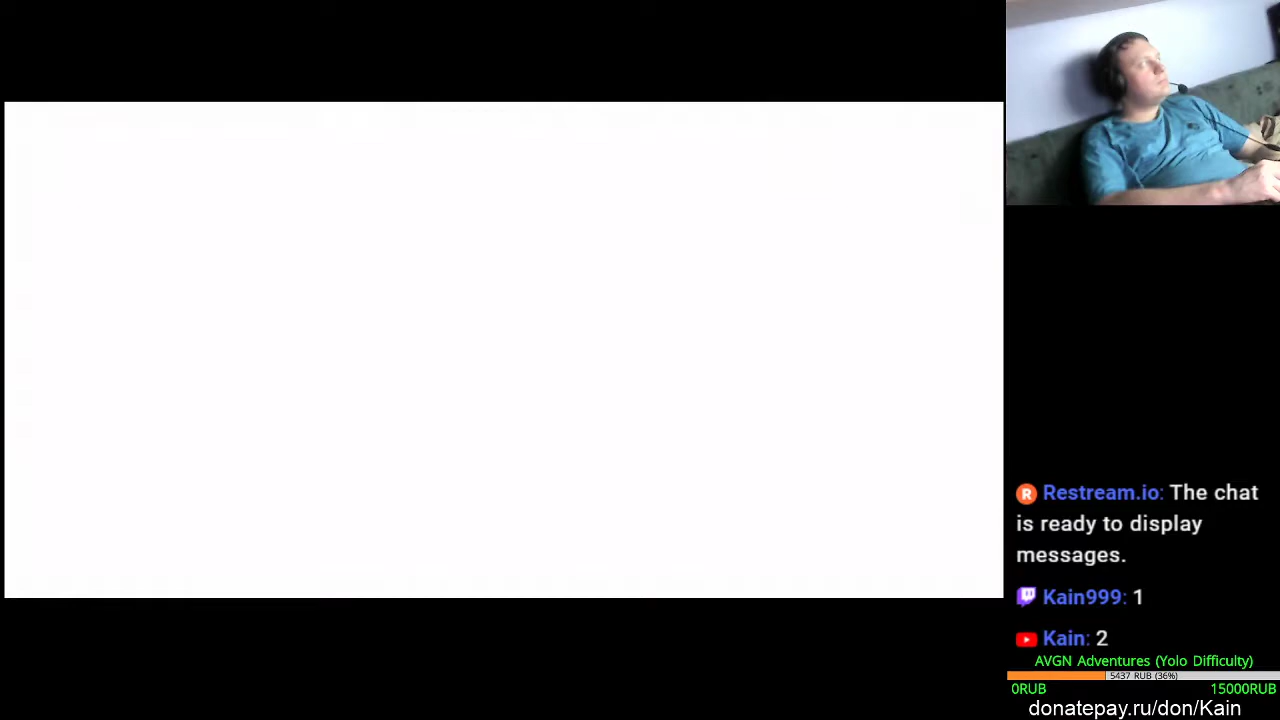 Restream.io: The chat
is ready to display
messages.
Kain999: 1
Kain: 2
AVGN Adventures (Yolo Difficulty)
5437 RUB (36%)
0RUB 15000RUB
donatepay.ru/don/Kain